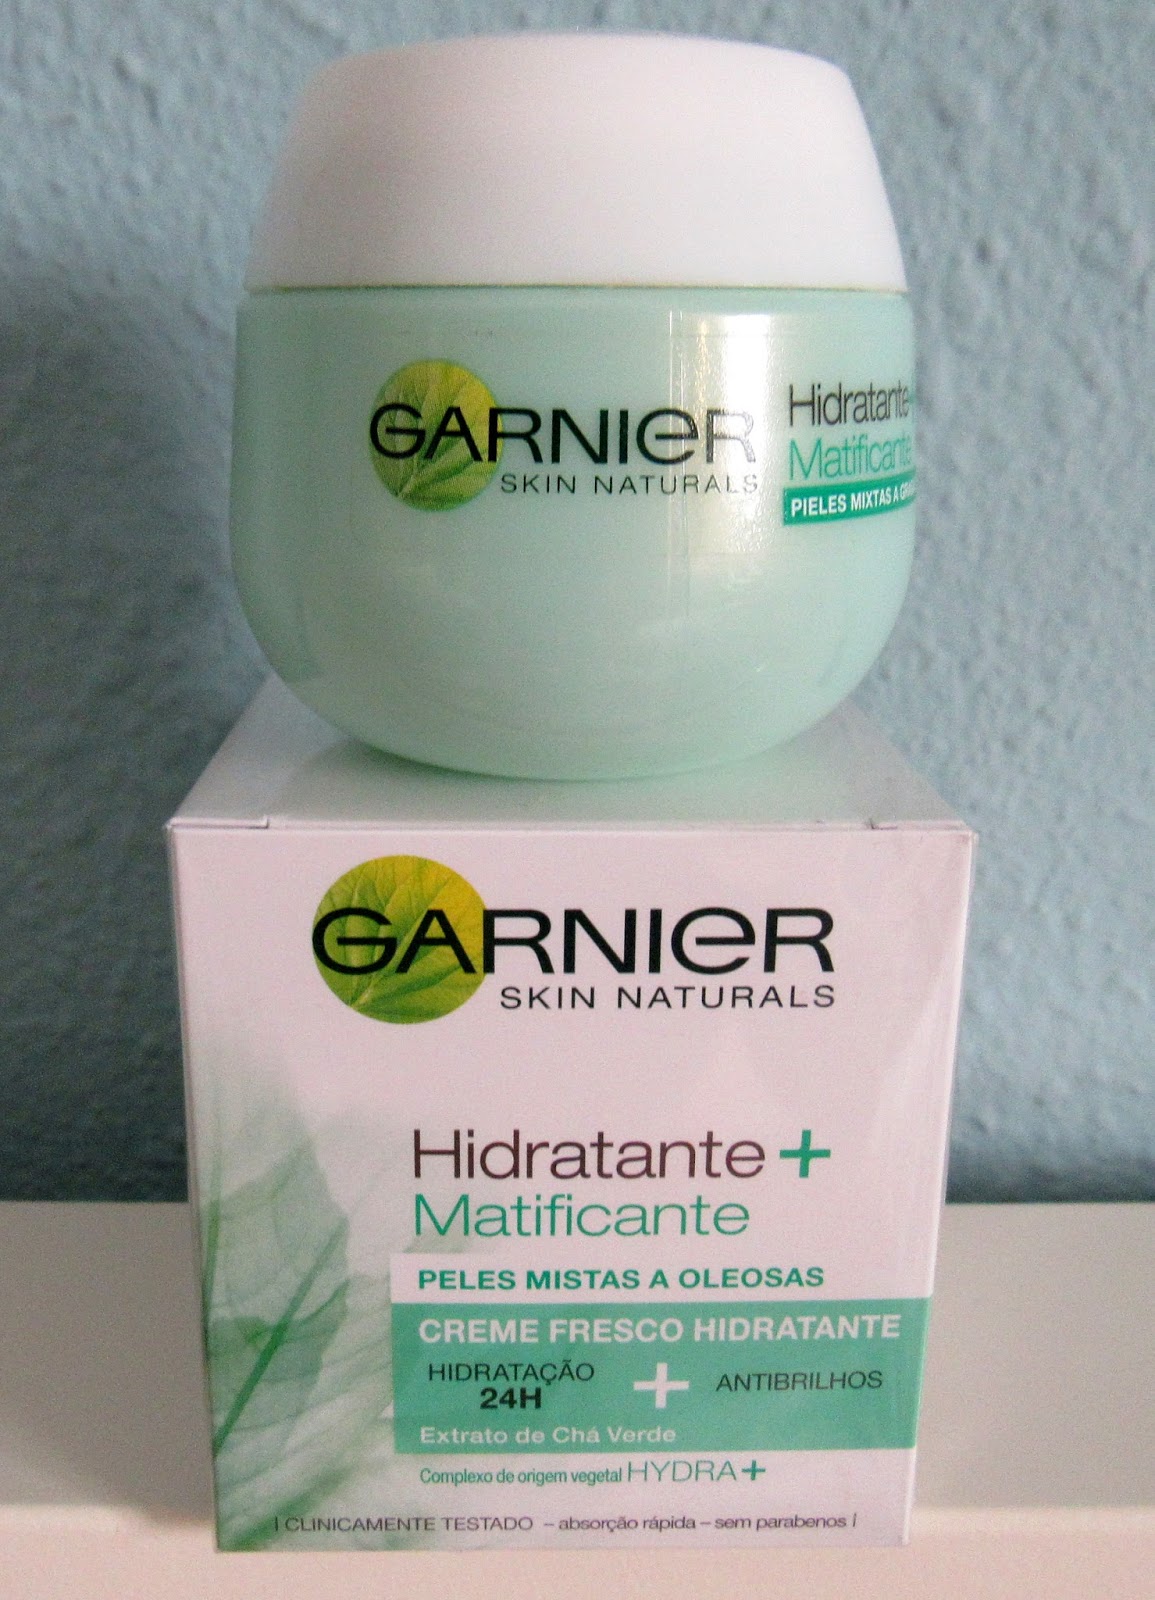 GARNIER
SKIN NATURALS
Hidratante
Matificante
PIELES MIXTAS A
GARNIER
SKIN NATURALS
Hidratante +
Matificante
PELES MISTAS A OLEOSAS
CREME FRESCO HIDRATANTE
HIDRATAÇÃO
24H + ANTIBRILHOS
Extrato de Chá Verde
Complexo de origem vegetal HYDRA+
| CLINICAMENTE TESTADO – absorção rápida – sem parabenos |